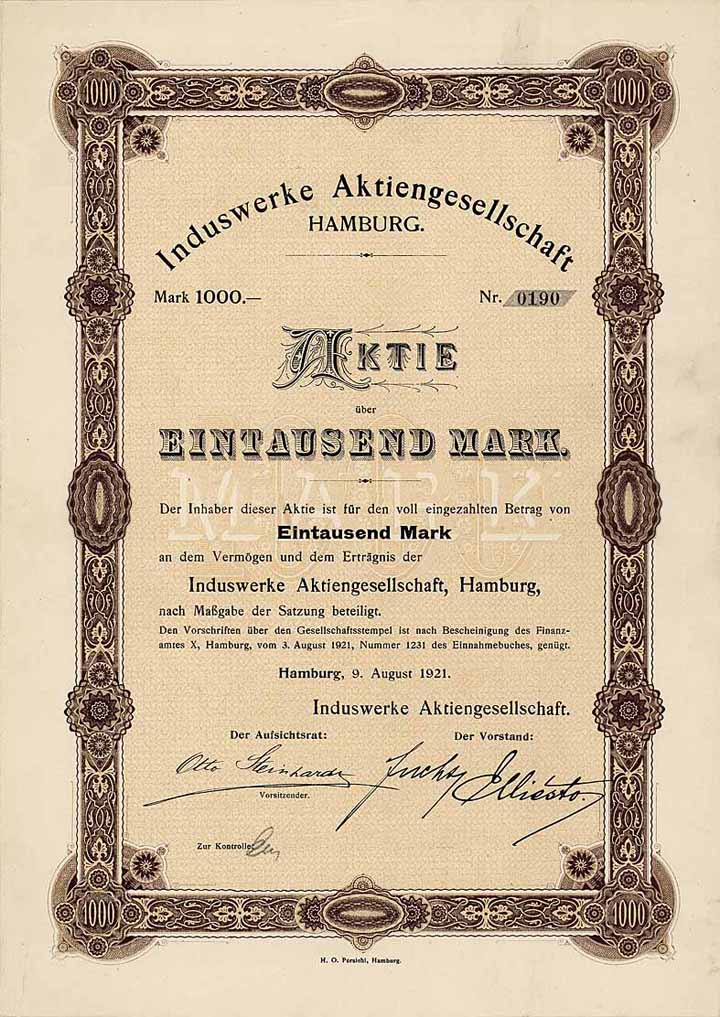 1000 1000
Induswerke Aktiengesellschaft
HAMBURG.
Mark 1000.— Nr. 0190
AKTIE
über
EINTAUSEND MARK.
MARK
Der Inhaber dieser Aktie ist für den voll eingezahlten Betrag von
Eintausend Mark
an dem Vermögen und dem Erträgnis der
Induswerke Aktiengesellschaft, Hamburg,
nach Maßgabe der Satzung beteiligt.
Den Vorschriften über den Gesellschaftsstempel ist nach Bescheinigung des Finanz-
amtes X, Hamburg, vom 3. August 1921, Nummer 1231 des Einnahmebuches, genügt.
Hamburg, 9. August 1921.
Induswerke Aktiengesellschaft.
Der Aufsichtsrat: Der Vorstand:
Otto Steinhardt Fuchs
Vorsitzender.
Zur Kontrolle:
1000 1000
H. O. Persiehl, Hamburg.